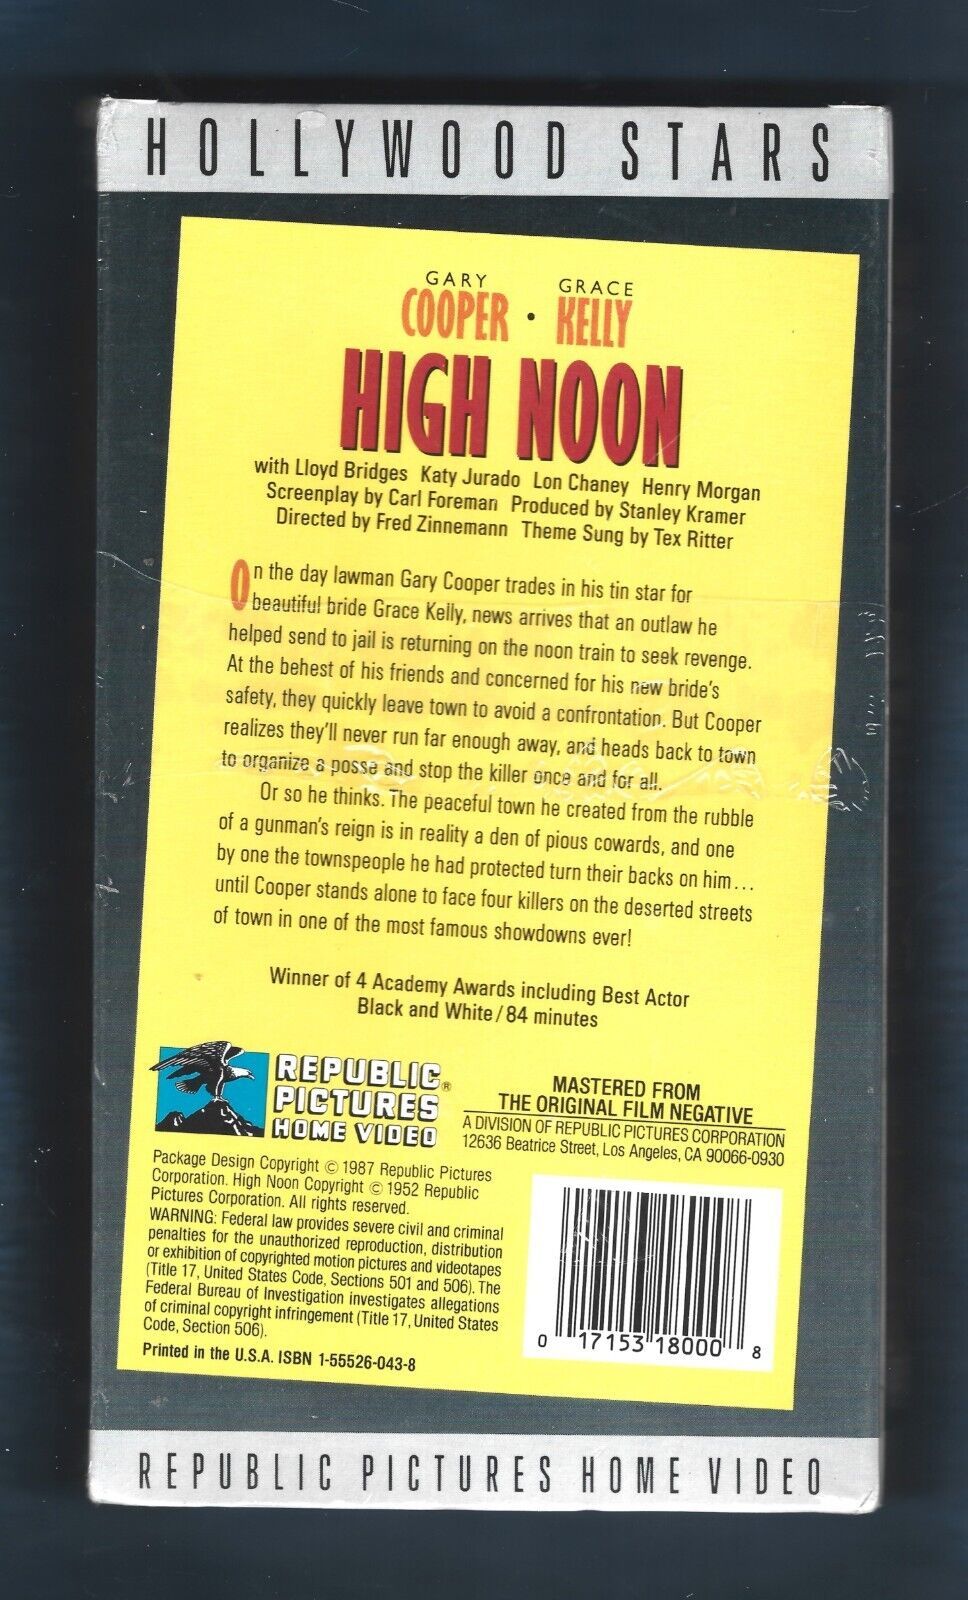 HOLLYWOOD STARS
GARY GRACE
COOPER · KELLY
HIGH NOON
with Lloyd Bridges Katy Jurado Lon Chaney Henry Morgan
Screenplay by Carl Foreman Produced by Stanley Kramer
Directed by Fred Zinnemann Theme Sung by Tex Ritter
On the day lawman Gary Cooper trades in his tin star for
beautiful bride Grace Kelly, news arrives that an outlaw he
helped send to jail is returning on the noon train to seek revenge.
At the behest of his friends and concerned for his new bride's
safety, they quickly leave town to avoid a confrontation. But Cooper
realizes they'll never run far enough away, and heads back to town
to organize a posse and stop the killer once and for all.
Or so he thinks. The peaceful town he created from the rubble
of a gunman's reign is in reality a den of pious cowards, and one
by one the townspeople he had protected turn their backs on him...
until Cooper stands alone to face four killers on the deserted streets
of town in one of the most famous showdowns ever!
Winner of 4 Academy Awards including Best Actor
Black and White/84 minutes
REPUBLIC
PICTURES®
HOME VIDEO
MASTERED FROM
THE ORIGINAL FILM NEGATIVE
A DIVISION OF REPUBLIC PICTURES CORPORATION
12636 Beatrice Street, Los Angeles, CA 90066-0930
Package Design Copyright © 1987 Republic Pictures
Corporation. High Noon Copyright © 1952 Republic
Pictures Corporation. All rights reserved.
WARNING: Federal law provides severe civil and criminal
penalties for the unauthorized reproduction, distribution
or exhibition of copyrighted motion pictures and videotapes
(Title 17, United States Code, Sections 501 and 506). The
Federal Bureau of Investigation investigates allegations
of criminal copyright infringement (Title 17, United States
Code, Section 506).
Printed in the U.S.A. ISBN 1-55526-043-8
0 17153 18000 8
REPUBLIC PICTURES HOME VIDEO